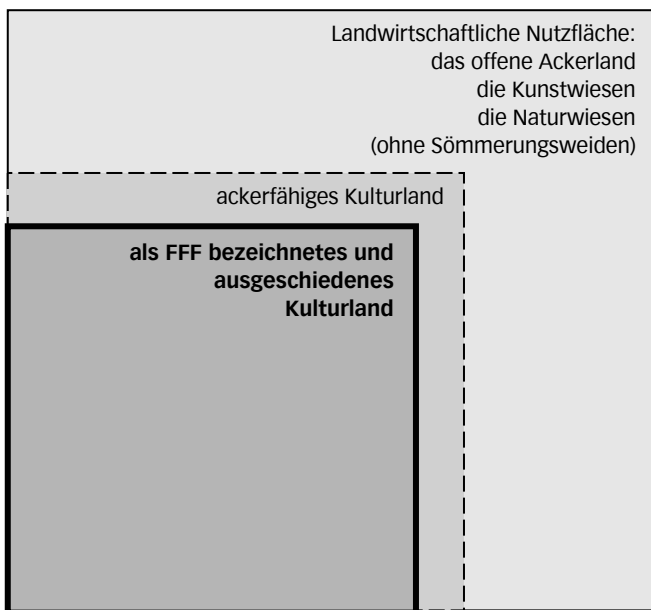 Landwirtschaftliche Nutzfläche:
das offene Ackerland
die Kunstwiesen
die Naturwiesen
(ohne Sömmerungsweiden)
ackerfähiges Kulturland
als FFF bezeichnetes und
ausgeschiedenes
Kulturland